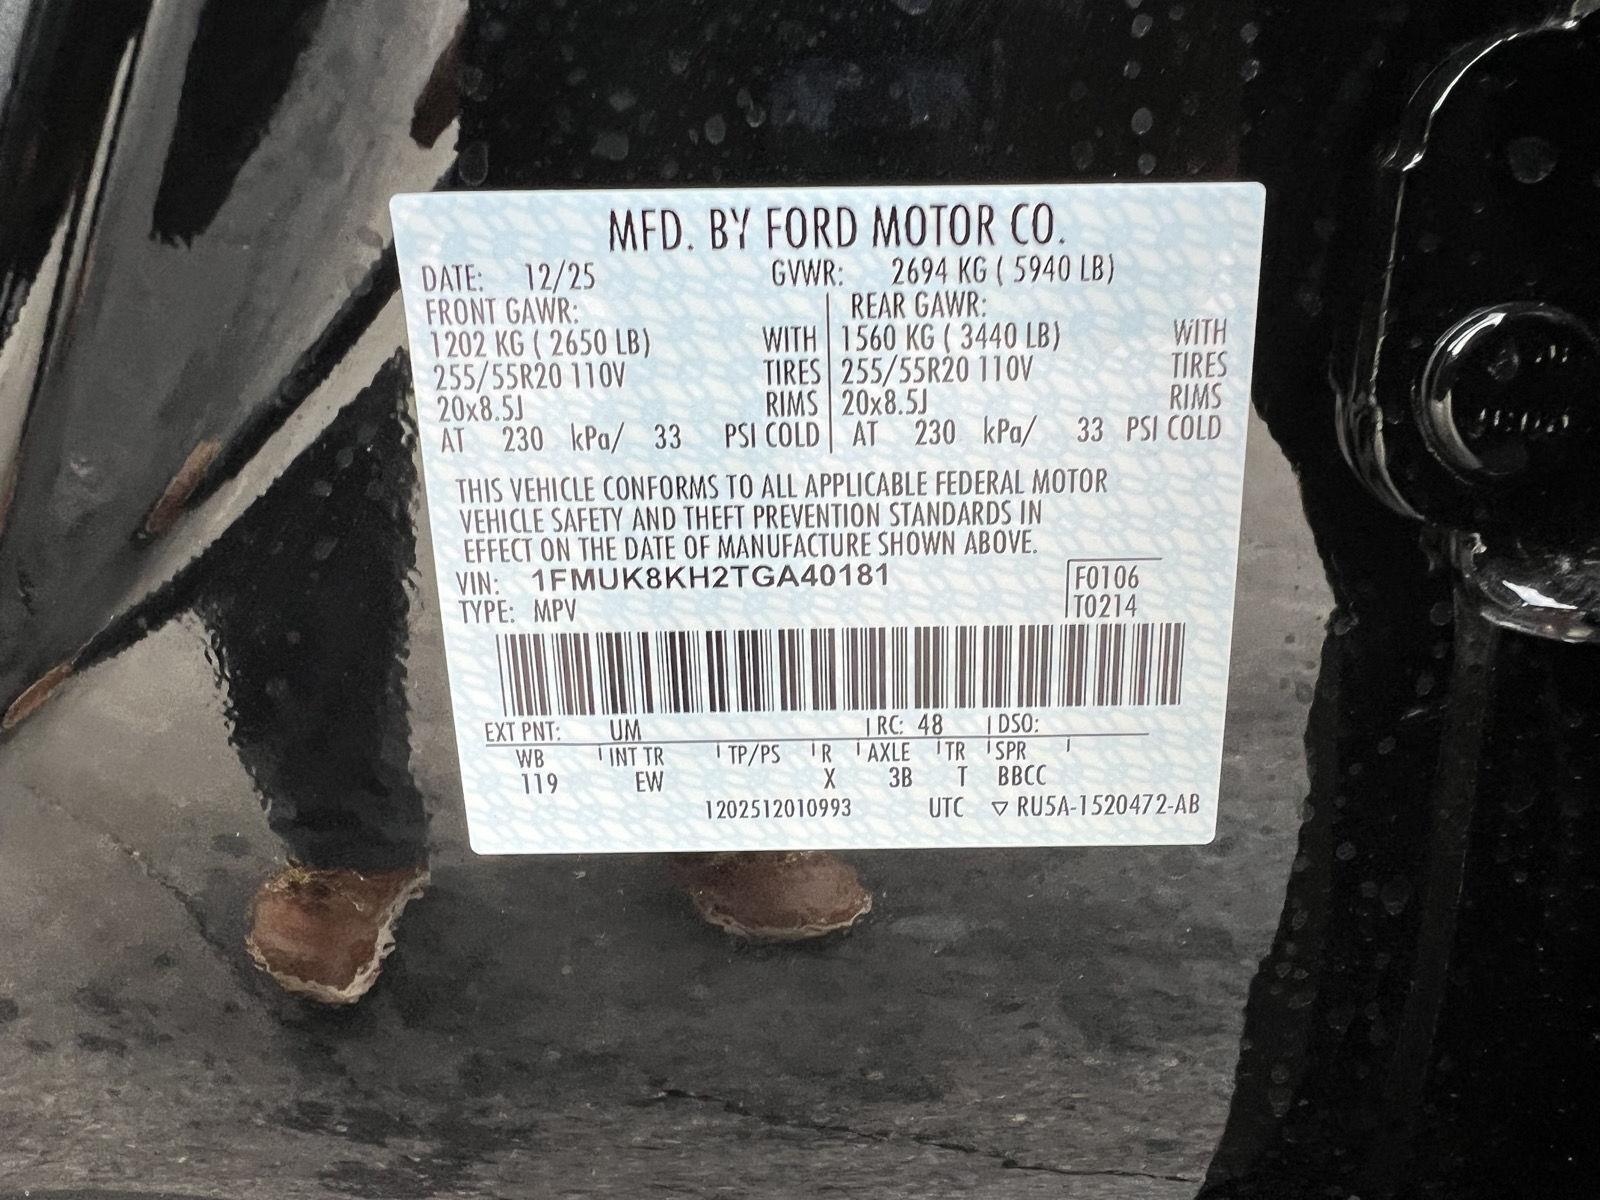 MFD. BY FORD MOTOR CO.
DATE: 12/25 GVWR: 2694 KG ( 5940 LB)
FRONT GAWR: REAR GAWR:
1202 KG ( 2650 LB) WITH 1560 KG ( 3440 LB) WITH
255/55R20 110V TIRES 255/55R20 110V TIRES
20x8.5J RIMS 20x8.5J RIMS
AT 230 kPa/ 33 PSI COLD AT 230 kPa/ 33 PSI COLD
THIS VEHICLE CONFORMS TO ALL APPLICABLE FEDERAL MOTOR
VEHICLE SAFETY AND THEFT PREVENTION STANDARDS IN
EFFECT ON THE DATE OF MANUFACTURE SHOWN ABOVE.
VIN: 1FMUK8KH2TGA40181 F0106
TYPE: MPV T0214
EXT PNT: UM RC: 48 DSO:
WB INT TR TP/PS R AXLE TR SPR
119 EW X 3B T BBCC
1202512010993 UTC ▽ RU5A-1520472-AB